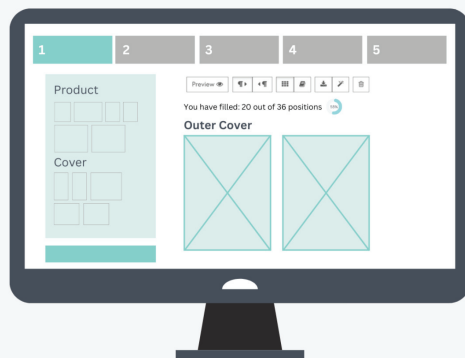 1 2 3 4 5
Product
Cover
Preview
You have filled: 20 out of 36 positions
Outer Cover